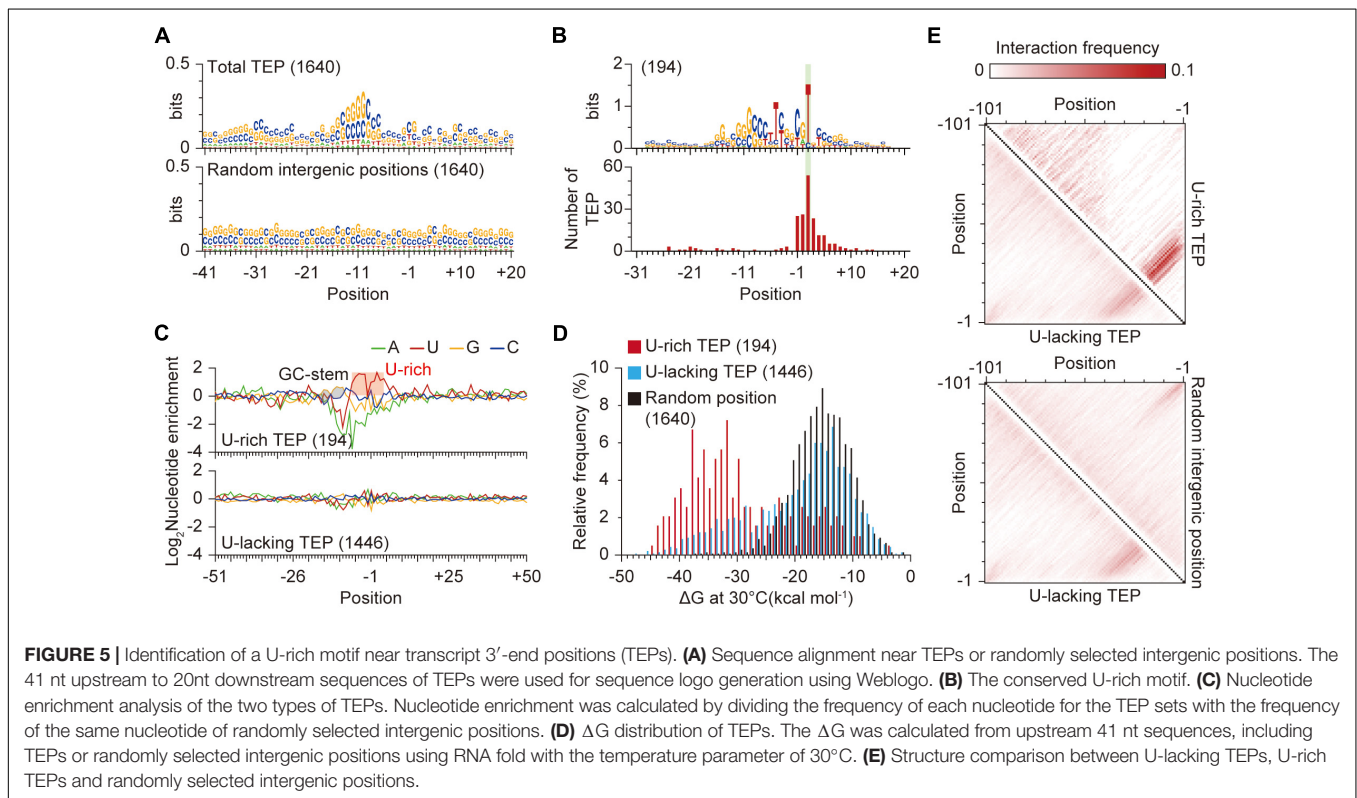 A
0.5
Total TEP (1640)
bits
0
0.5
Random intergenic positions (1640)
bits
0
-41 -31 -21 -11 -1 +10 +20
Position
B
2
(194)
bits
1
0
60
Number of
TEP
30
0
-31 -21 -11 -1 +10 +20
Position
C
A U G C
2
GC-stem
U-rich
0
-2
-4
U-rich TEP (194)
Log2Nucleotide enrichment
2
0
-2
-4
U-lacking TEP (1446)
-51 -26 -1 +25 +50
Position
D
U-rich TEP (194)
U-lacking TEP (1446)
Random position
(1640)
Relative frequency (%)
10
8
6
4
2
0
-50 -40 -30 -20 -10 0
ΔG at 30°C(kcal mol-1)
E
Interaction frequency
0 0.1
-101 Position -1
-101
Position
U-rich TEP
-1
U-lacking TEP
Position
-101 -1
-101
Position
Random intergenic position
-1
U-lacking TEP
FIGURE 5 | Identification of a U-rich motif near transcript 3′-end positions (TEPs). (A) Sequence alignment near TEPs or randomly selected intergenic positions. The
41 nt upstream to 20nt downstream sequences of TEPs were used for sequence logo generation using Weblogo. (B) The conserved U-rich motif. (C) Nucleotide
enrichment analysis of the two types of TEPs. Nucleotide enrichment was calculated by dividing the frequency of each nucleotide for the TEP sets with the frequency
of the same nucleotide of randomly selected intergenic positions. (D) ΔG distribution of TEPs. The ΔG was calculated from upstream 41 nt sequences, including
TEPs or randomly selected intergenic positions using RNA fold with the temperature parameter of 30°C. (E) Structure comparison between U-lacking TEPs, U-rich
TEPs and randomly selected intergenic positions.